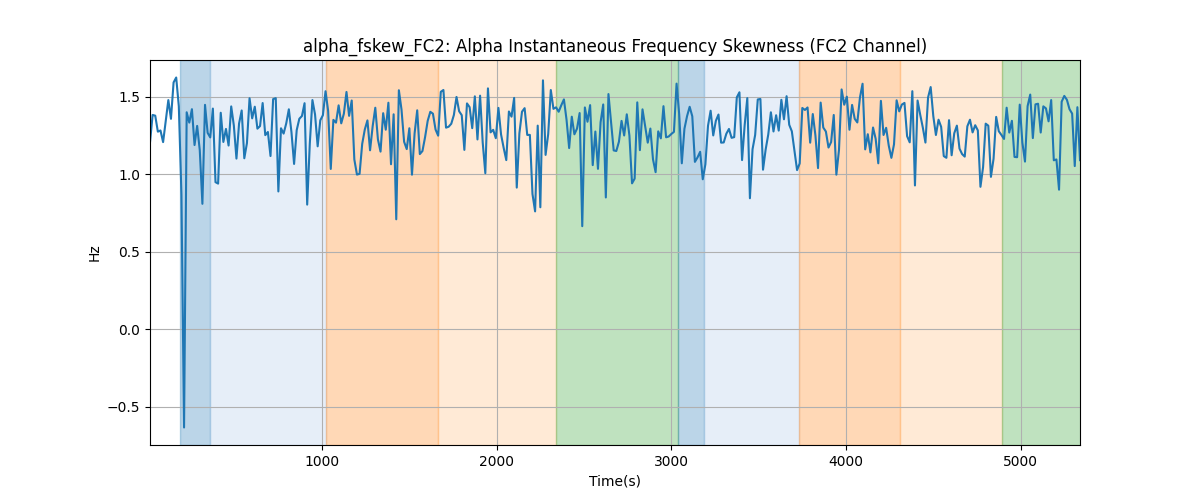 alpha_fskew_FC2: Alpha Instantaneous Frequency Skewness (FC2 Channel)
1.5
1.0
0.5
0.0
−0.5
Hz
1000 2000 3000 4000 5000
Time(s)